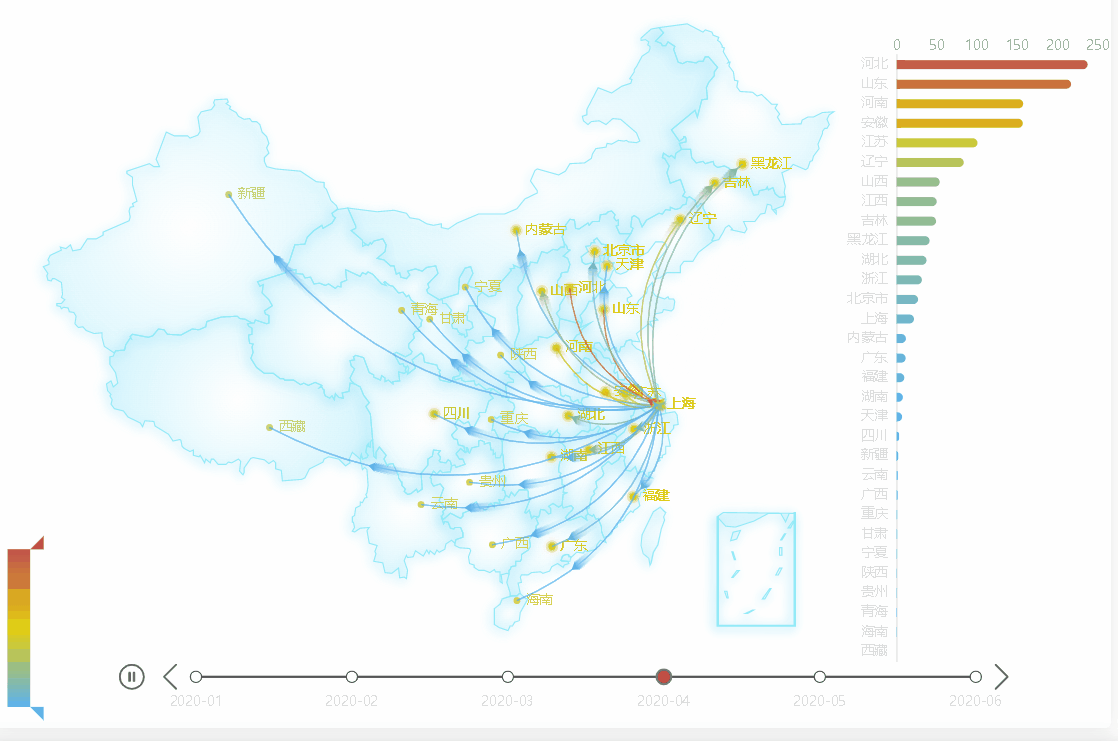 0 50 100 150 200 250
河北
山东
河南
安徽
江苏
辽宁
山西
江西
吉林
黑龙江
湖北
浙江
北京市
上海
内蒙古
广东
福建
湖南
天津
四川
新疆
云南
广西
重庆
甘肃
宁夏
陕西
贵州
青海
海南
西藏
黑龙江
吉林
新疆
辽宁
内蒙古
北京市
天津
宁夏
山西
河北
青海
甘肃
山东
陕西
河南
上海
四川
重庆
湖北
西藏
浙江
湖南
江西
贵州
福建
云南
广西
广东
海南
2020-01 2020-02 2020-03 2020-04 2020-05 2020-06